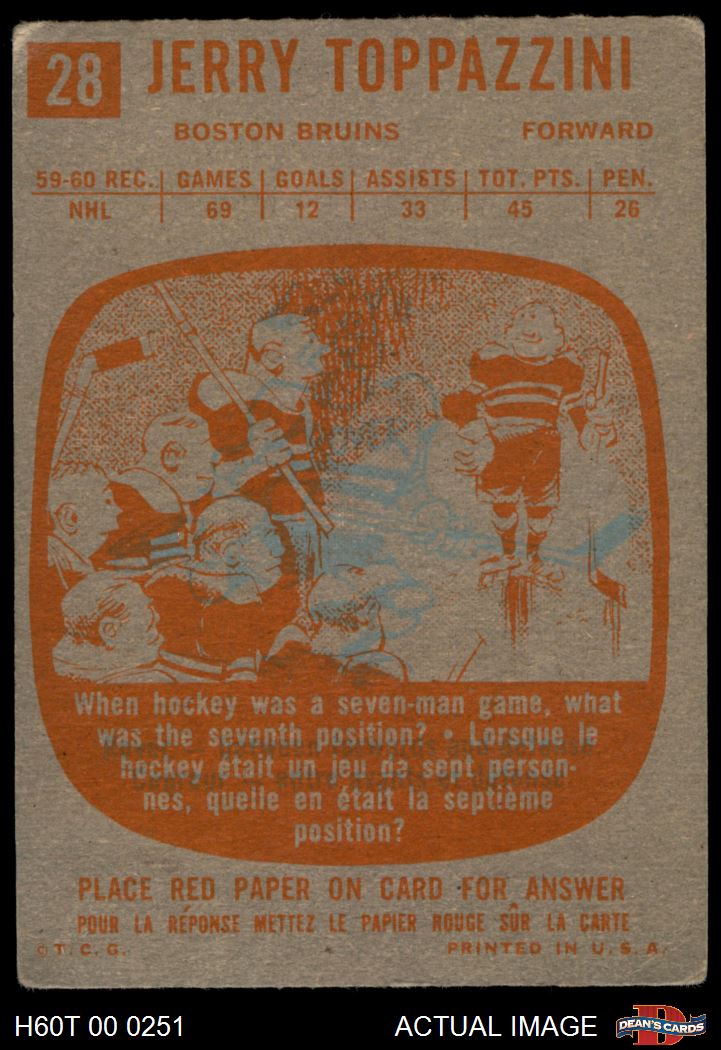 28 JERRY TOPPAZZINI
BOSTON BRUINS FORWARD
59-60 REC. GAMES GOALS ASSISTS TOT. PTS. PEN.
NHL 69 12 33 45 26
When hockey was a seven-man game, what
was the seventh position? • Lorsque le
hockey était un jeu de sept person-
nes, quelle en était la septième
position?
PLACE RED PAPER ON CARD FOR ANSWER
POUR LA RÉPONSE METTEZ LE PAPIER ROUGE SÛR LA CARTE
© T. C. G. PRINTED IN U. S. A.
H60T 00 0251 ACTUAL IMAGE D DEAN'S CARDS